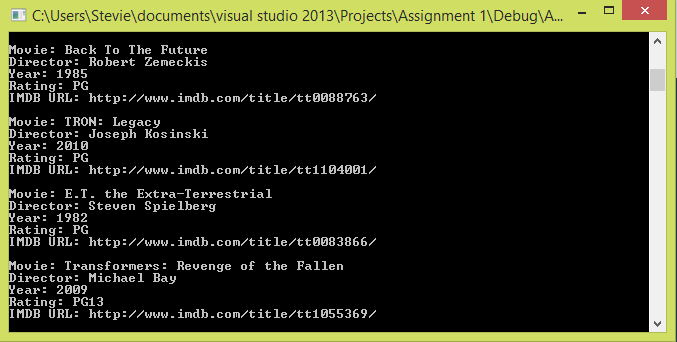 C:\Users\Stevie\documents\visual studio 2013\Projects\Assignment 1\Debug\A...
Movie: Back To The Future
Director: Robert Zemeckis
Year: 1985
Rating: PG
IMDB URL: http://www.imdb.com/title/tt0088763/
Movie: TRON: Legacy
Director: Joseph Kosinski
Year: 2010
Rating: PG
IMDB URL: http://www.imdb.com/title/tt1104001/
Movie: E.T. the Extra-Terrestrial
Director: Steven Spielberg
Year: 1982
Rating: PG
IMDB URL: http://www.imdb.com/title/tt0083866/
Movie: Transformers: Revenge of the Fallen
Director: Michael Bay
Year: 2009
Rating: PG13
IMDB URL: http://www.imdb.com/title/tt1055369/